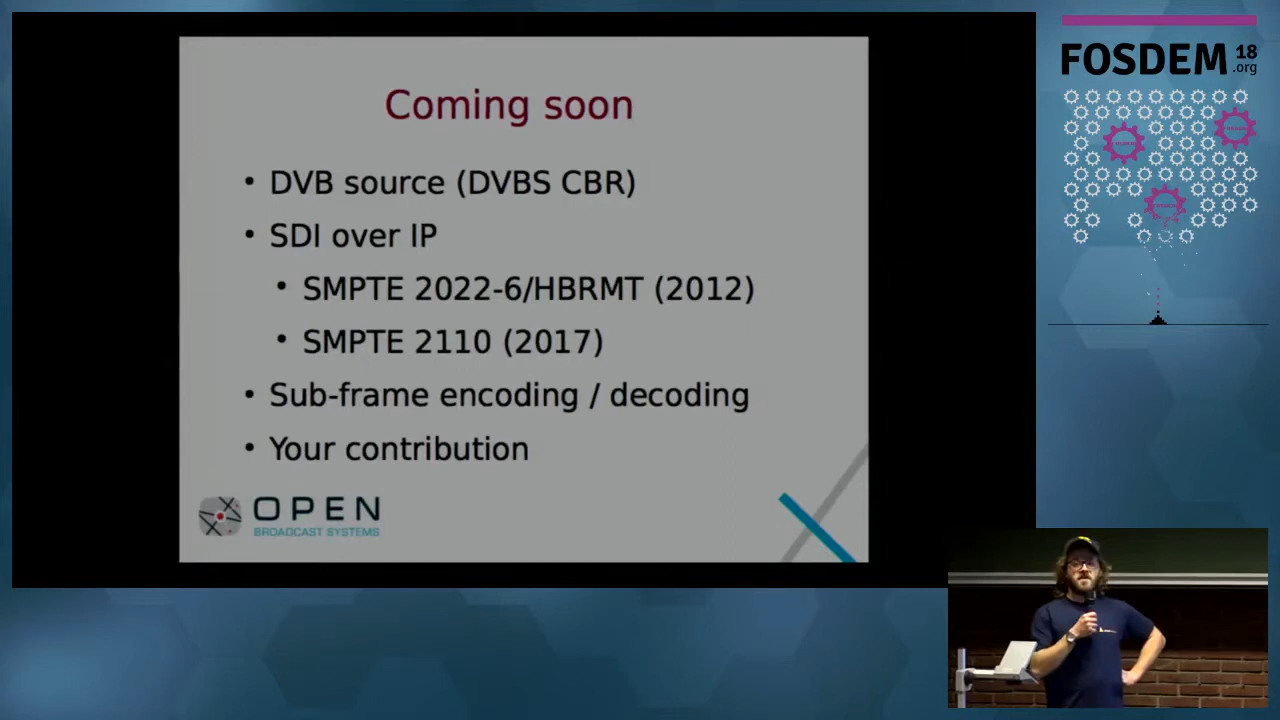 Coming soon
• DVB source (DVBS CBR)
• SDI over IP
• SMPTE 2022-6/HBRMT (2012)
• SMPTE 2110 (2017)
• Sub-frame encoding / decoding
• Your contribution
OPEN
BROADCAST SYSTEMS
FOSDEM 18
.org